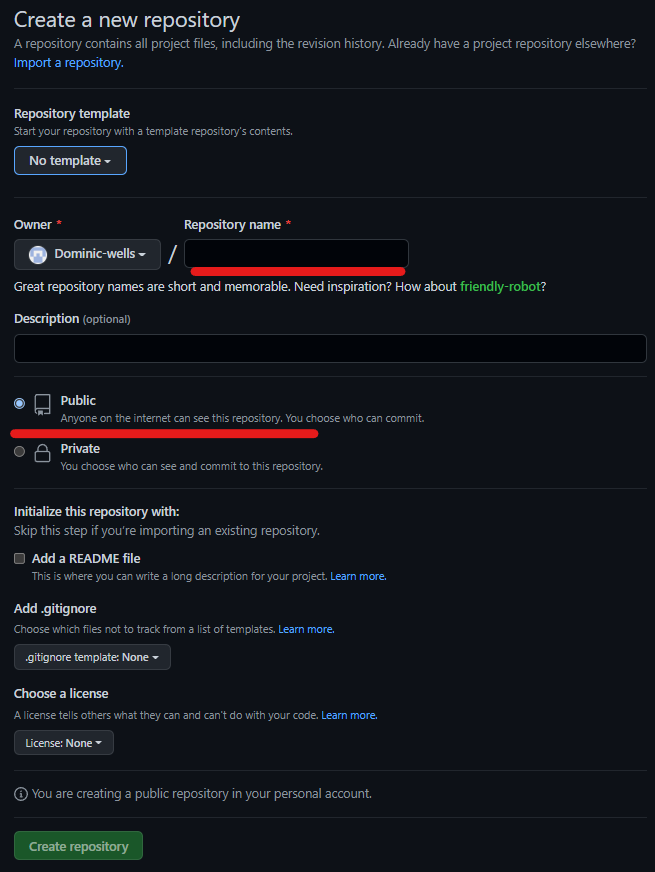 Create a new repository
A repository contains all project files, including the revision history. Already have a project repository elsewhere?
Import a repository.
Repository template
Start your repository with a template repository's contents.
No template
Owner *
Repository name *
Dominic-wells
/
Great repository names are short and memorable. Need inspiration? How about friendly-robot?
Description (optional)
Public
Anyone on the internet can see this repository. You choose who can commit.
Private
You choose who can see and commit to this repository.
Initialize this repository with:
Skip this step if you're importing an existing repository.
Add a README file
This is where you can write a long description for your project. Learn more.
Add .gitignore
Choose which files not to track from a list of templates. Learn more.
.gitignore template: None
Choose a license
A license tells others what they can and can't do with your code. Learn more.
License: None
You are creating a public repository in your personal account.
Create repository